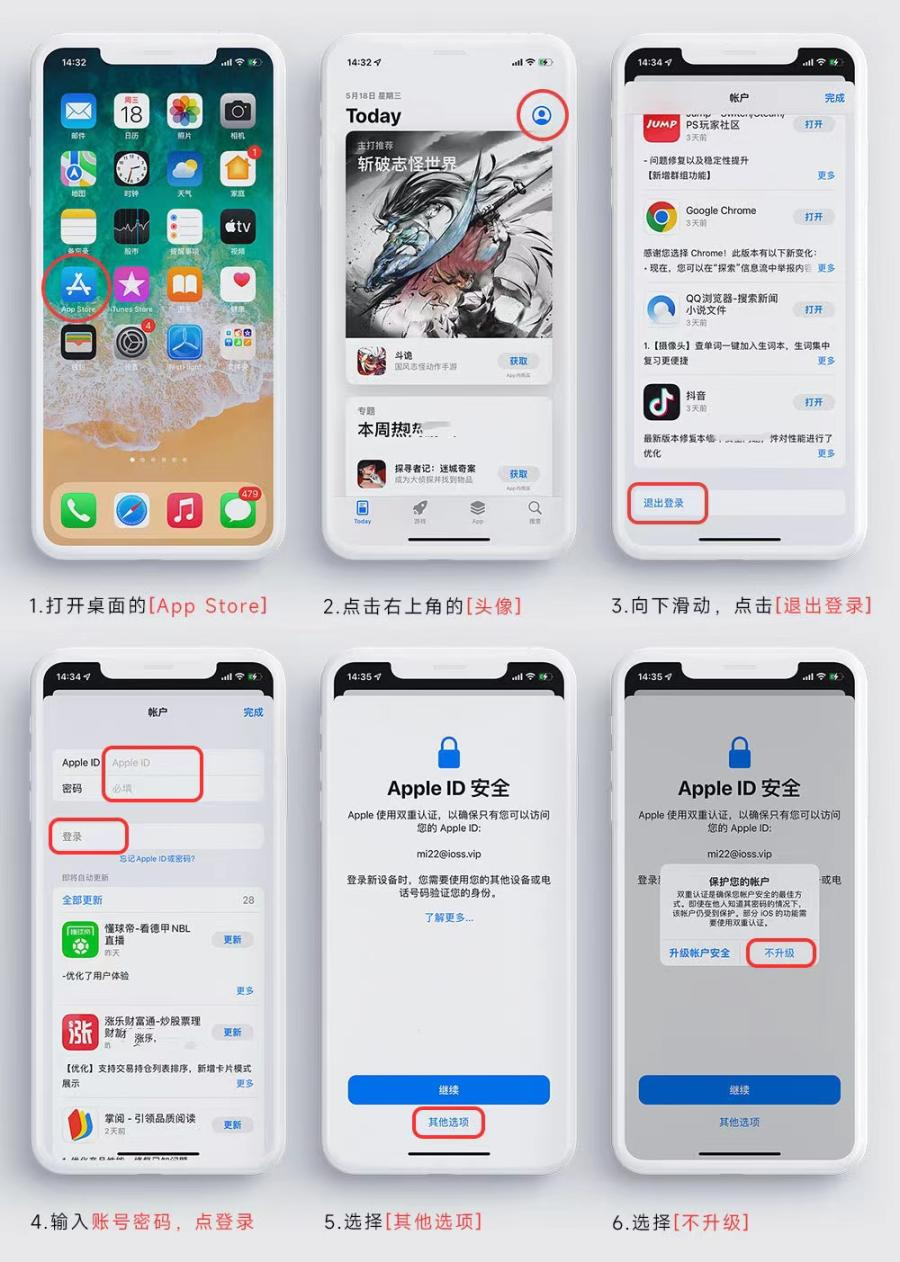 14:32
周三
18
邮件
日历
照片
相机
1
地图
时钟
天气
家庭
tv
备忘录
股市
提醒事项
视频
App Store
iTunes Store
图书
健康
4
钱包
设置
TestFlight
479
1.打开桌面的[App Store]
14:32
5月18日 星期三
Today
主打推荐
斩破志怪世界
斗诡
国风志怪动作手游
获取
App内购买
专题
本周热
探寻者记：迷城奇案
成为大侦探并找到物品
获取
App内购买
Today
游戏
App
搜索
2.点击右上角的[头像]
14:34
帐户
完成
JUMP
PS玩家社区
3天前
打开
- 问题修复以及稳定性提升
【新增群组功能】
更多
Google Chrome
3天前
打开
感谢您选择 Chrome！此版本有以下新变化：
• 现在，您可以在“探索”信息流中举报内容
更多
QQ浏览器-搜索新闻
小说文件
3天前
打开
1.【摄像头】查单词一键加入生词本，生词集中
复习更便捷
更多
抖音
3天前
打开
最新版本修复本
对性能进行了
优化
更多
退出登录
3.向下滑动，点击[退出登录]
14:34
帐户
完成
Apple ID
Apple ID
密码
必填
登录
忘记 Apple ID 或密码？
即将自动更新
全部更新
28
懂球帝
懂球帝-看德甲NBL
直播
昨天
更新
-优化了用户体验
更多
涨
涨乐财富通-炒股票理
财
涨乐，
更新
【优化】支持交易持仓列表排序，新增卡片模式
展示
更多
掌阅 - 引领品质阅读
2天前
更新
4.输入账号密码，点登录
14:35
Apple ID 安全
Apple 使用双重认证，以确保只有您可以访问
您的 Apple ID:
mi22@ioss.vip
登录新设备时，您需要使用您的其他设备或电
话号码验证您的身份。
了解更多...
继续
其他选项
5.选择[其他选项]
14:35
Apple ID 安全
Apple 使用双重认证，以确保只有您可以访问
您的 Apple ID:
mi22@ioss.vip
或电
保护您的帐户
双重认证是确保您帐户安全的最佳方
式。即使在他人知道其密码的情况下，
该帐户仍受到保护。部分 iOS 的功能需
要使用双重认证。
升级帐户安全
不升级
继续
其他选项
6.选择[不升级]